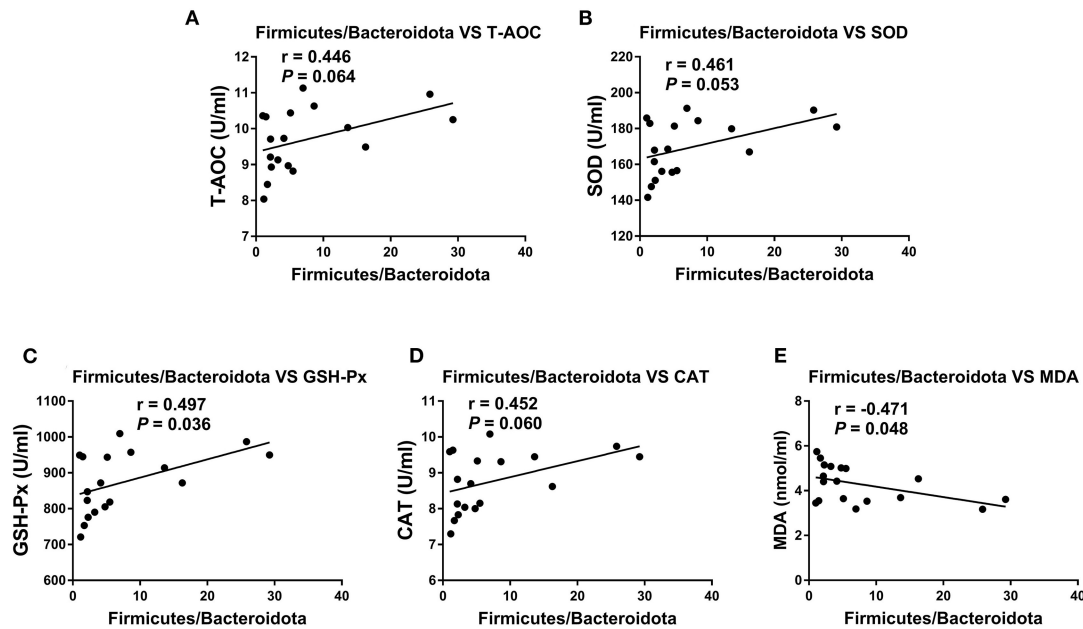 A
Firmicutes/Bacteroidota VS T-AOC
r = 0.446
P = 0.064
T-AOC (U/ml)
12
11
10
9
8
7
0 10 20 30 40
Firmicutes/Bacteroidota
B
Firmicutes/Bacteroidota VS SOD
r = 0.461
P = 0.053
SOD (U/ml)
220
200
180
160
140
120
0 10 20 30 40
Firmicutes/Bacteroidota
C
Firmicutes/Bacteroidota VS GSH-Px
r = 0.497
P = 0.036
GSH-Px (U/ml)
1100
1000
900
800
700
600
0 10 20 30 40
Firmicutes/Bacteroidota
D
Firmicutes/Bacteroidota VS CAT
r = 0.452
P = 0.060
CAT (U/ml)
11
10
9
8
7
6
0 10 20 30 40
Firmicutes/Bacteroidota
E
Firmicutes/Bacteroidota VS MDA
r = -0.471
P = 0.048
MDA (nmol/ml)
8
6
4
2
0
0 10 20 30 40
Firmicutes/Bacteroidota